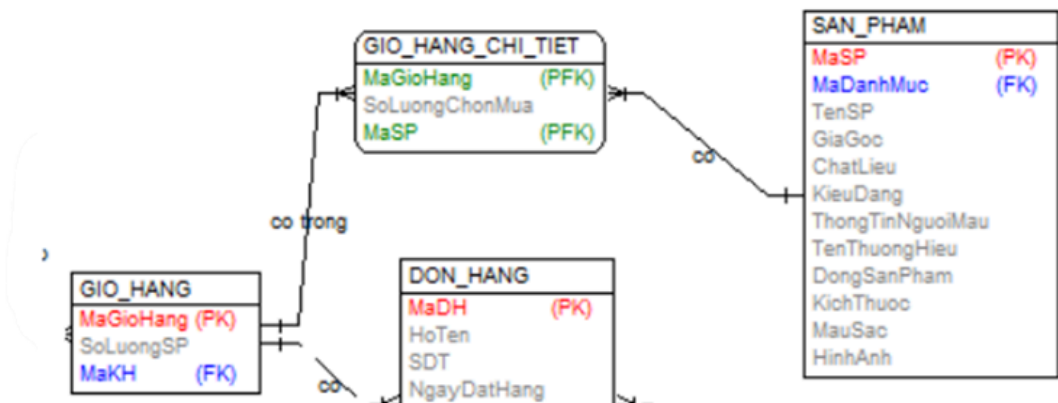 GIO_HANG_CHI_TIET
MaGioHang (PFK)
SoLuongChonMua
MaSP (PFK)
SAN_PHAM
MaSP (PK)
MaDanhMuc (FK)
TenSP
GiaGoc
ChatLieu
KieuDang
ThongTinNguoiMau
TenThuongHieu
DongSanPham
KichThuoc
MauSac
HinhAnh
co
co trong
GIO_HANG
MaGioHang (PK)
SoLuongSP
MaKH (FK)
co
DON_HANG
MaDH (PK)
HoTen
SDT
NgayDatHang